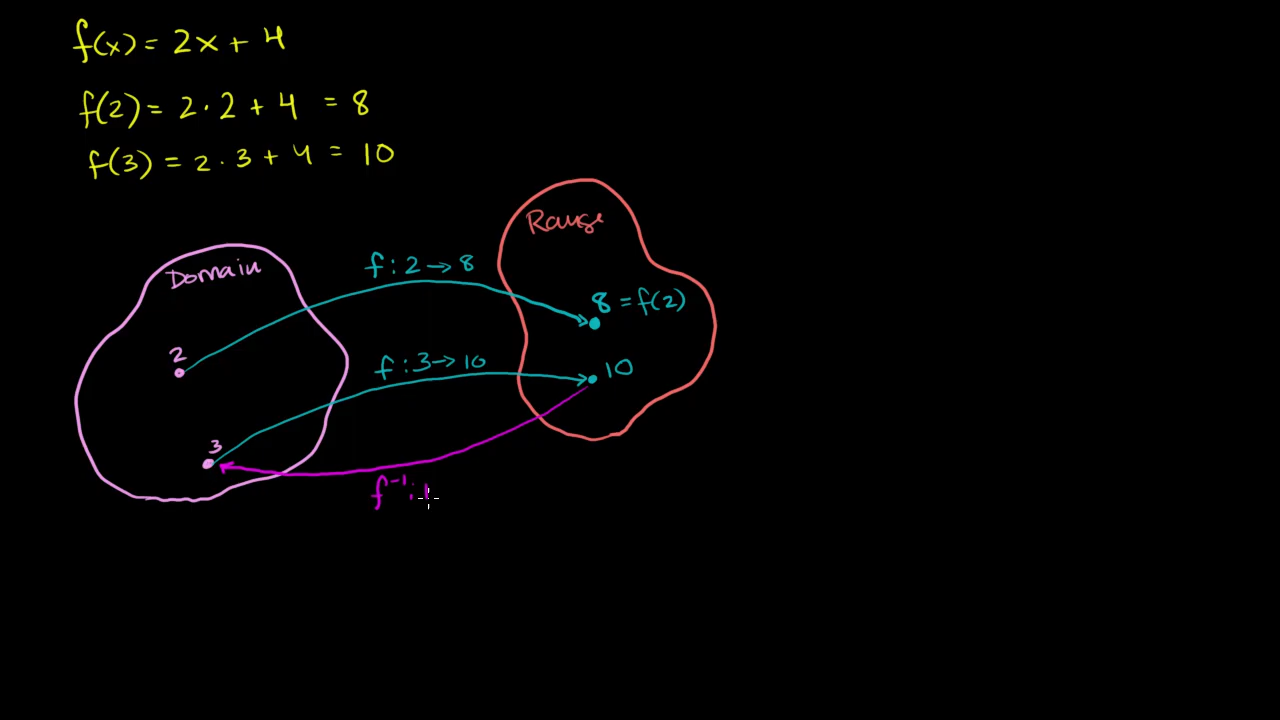 f(x) = 2x + 4
f(2) = 2 · 2 + 4 = 8
f(3) = 2 · 3 + 4 = 10
Range
Domain
f : 2 → 8
8 = f(2)
2
f : 3 → 10
10
3
f⁻¹: 1